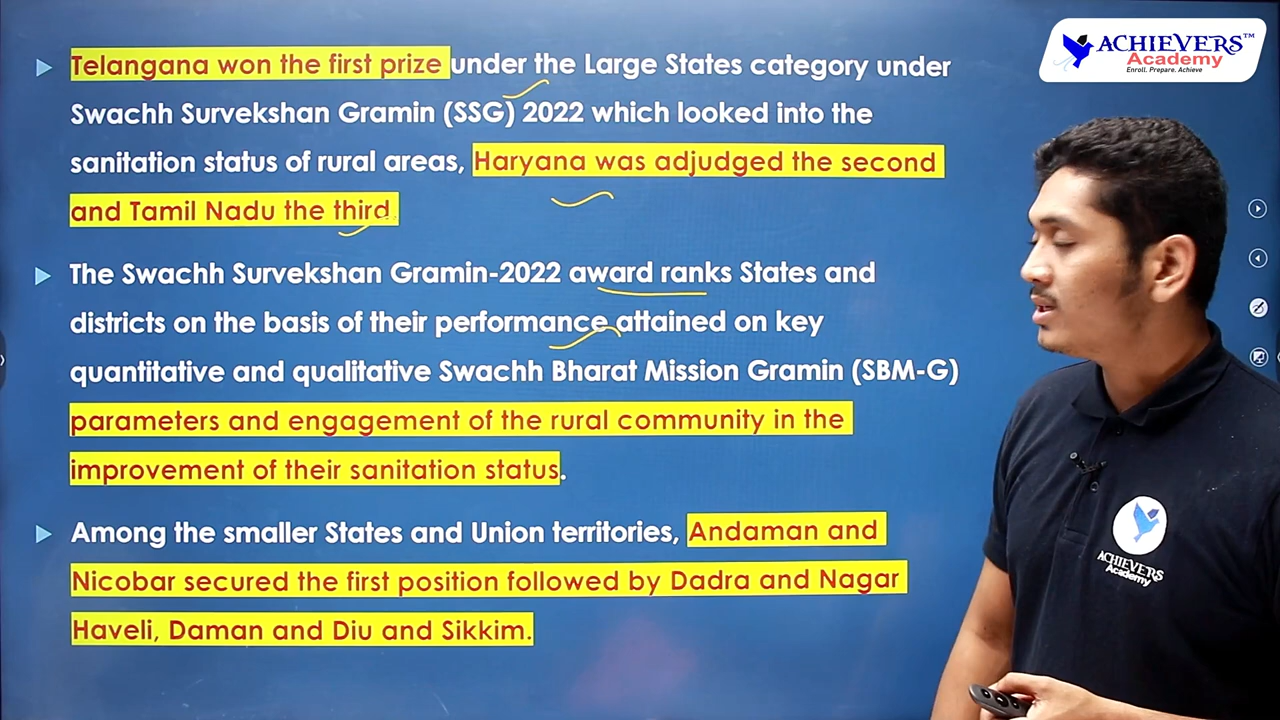 Telangana won the first prize under the Large States category under
Swachh Survekshan Gramin (SSG) 2022 which looked into the
sanitation status of rural areas, Haryana was adjudged the second
and Tamil Nadu the third.
The Swachh Survekshan Gramin-2022 award ranks States and
districts on the basis of their performance attained on key
quantitative and qualitative Swachh Bharat Mission Gramin (SBM-G)
parameters and engagement of the rural community in the
improvement of their sanitation status.
Among the smaller States and Union territories, Andaman and
Nicobar secured the first position followed by Dadra and Nagar
Haveli, Daman and Diu and Sikkim.
ACHIEVERS™
Academy
Enroll. Prepare. Achieve
ACHIEVERS
Academy